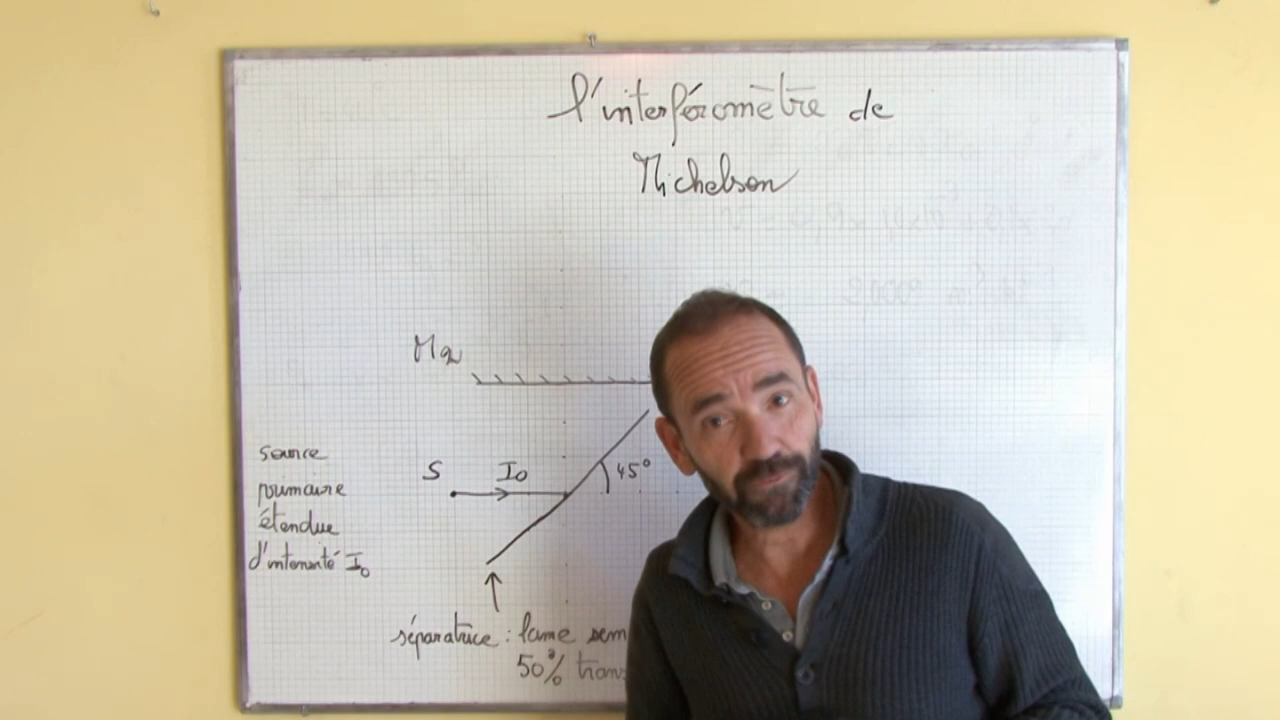 l'interféromètre de
Michelson
M2
source
primaire
étendue
d'intensité I0
S
I0
45°
séparatrice : lame sem
50% trans